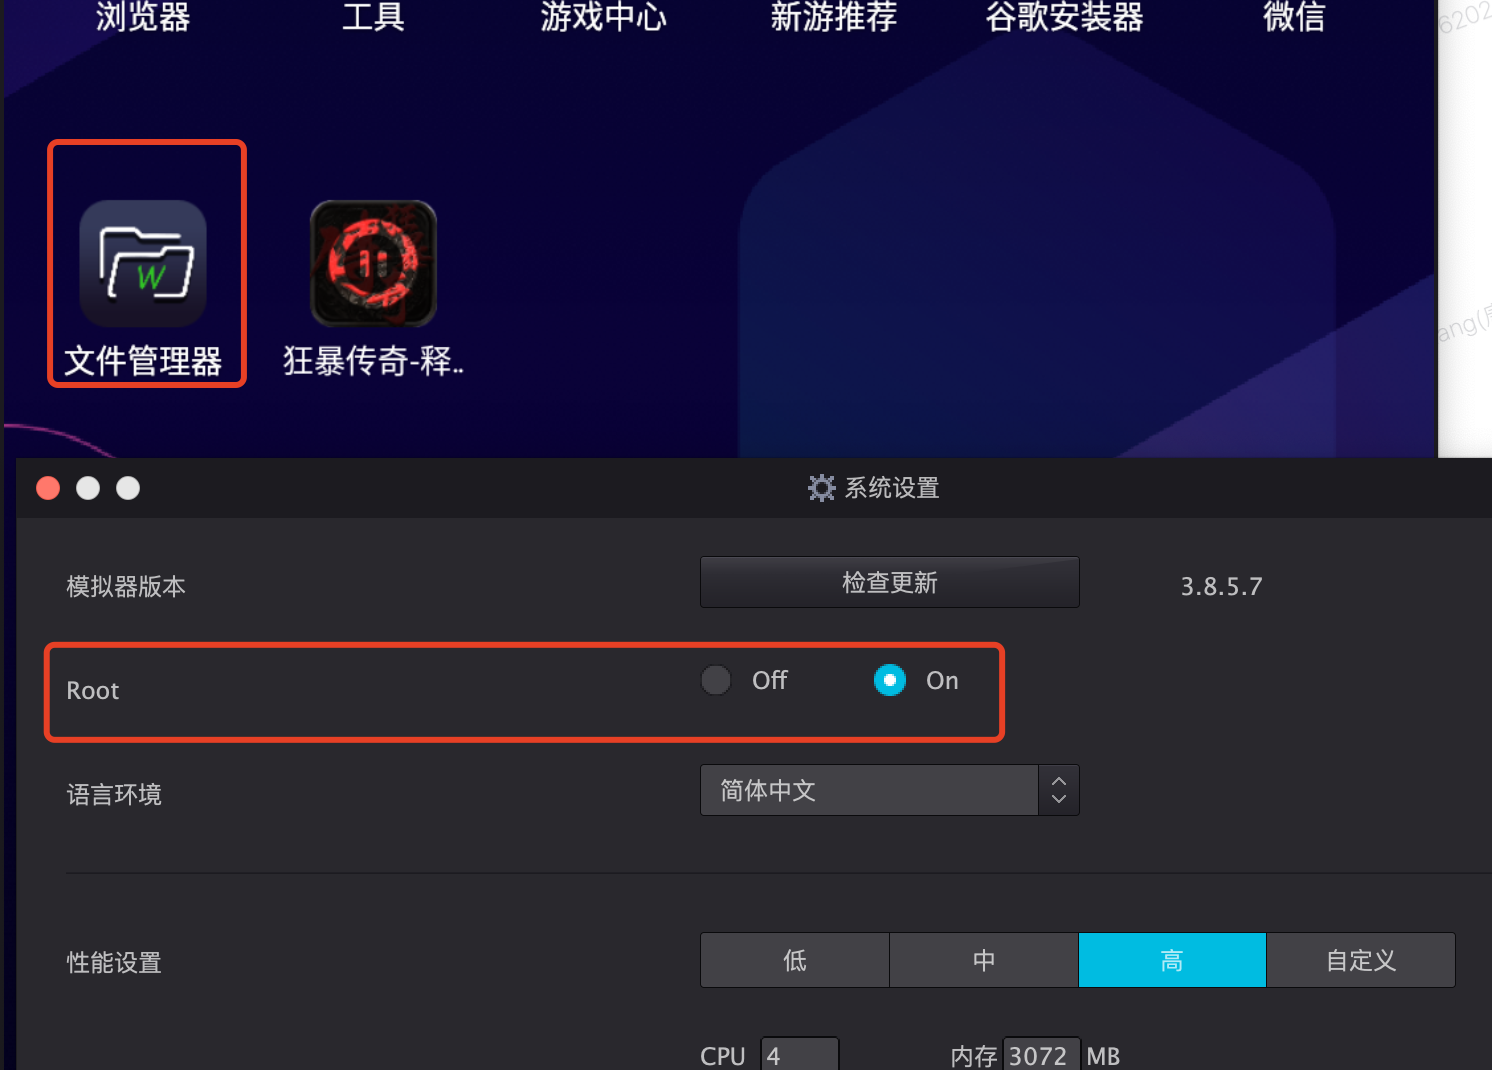 浏览器 工具 游戏中心 新游推荐 谷歌安装器 微信
6202
W
文件管理器 狂暴传奇-释..
ang(
系统设置
模拟器版本 检查更新 3.8.5.7
Root Off On
语言环境 简体中文
性能设置 低 中 高 自定义
CPU 4 内存 3072 MB